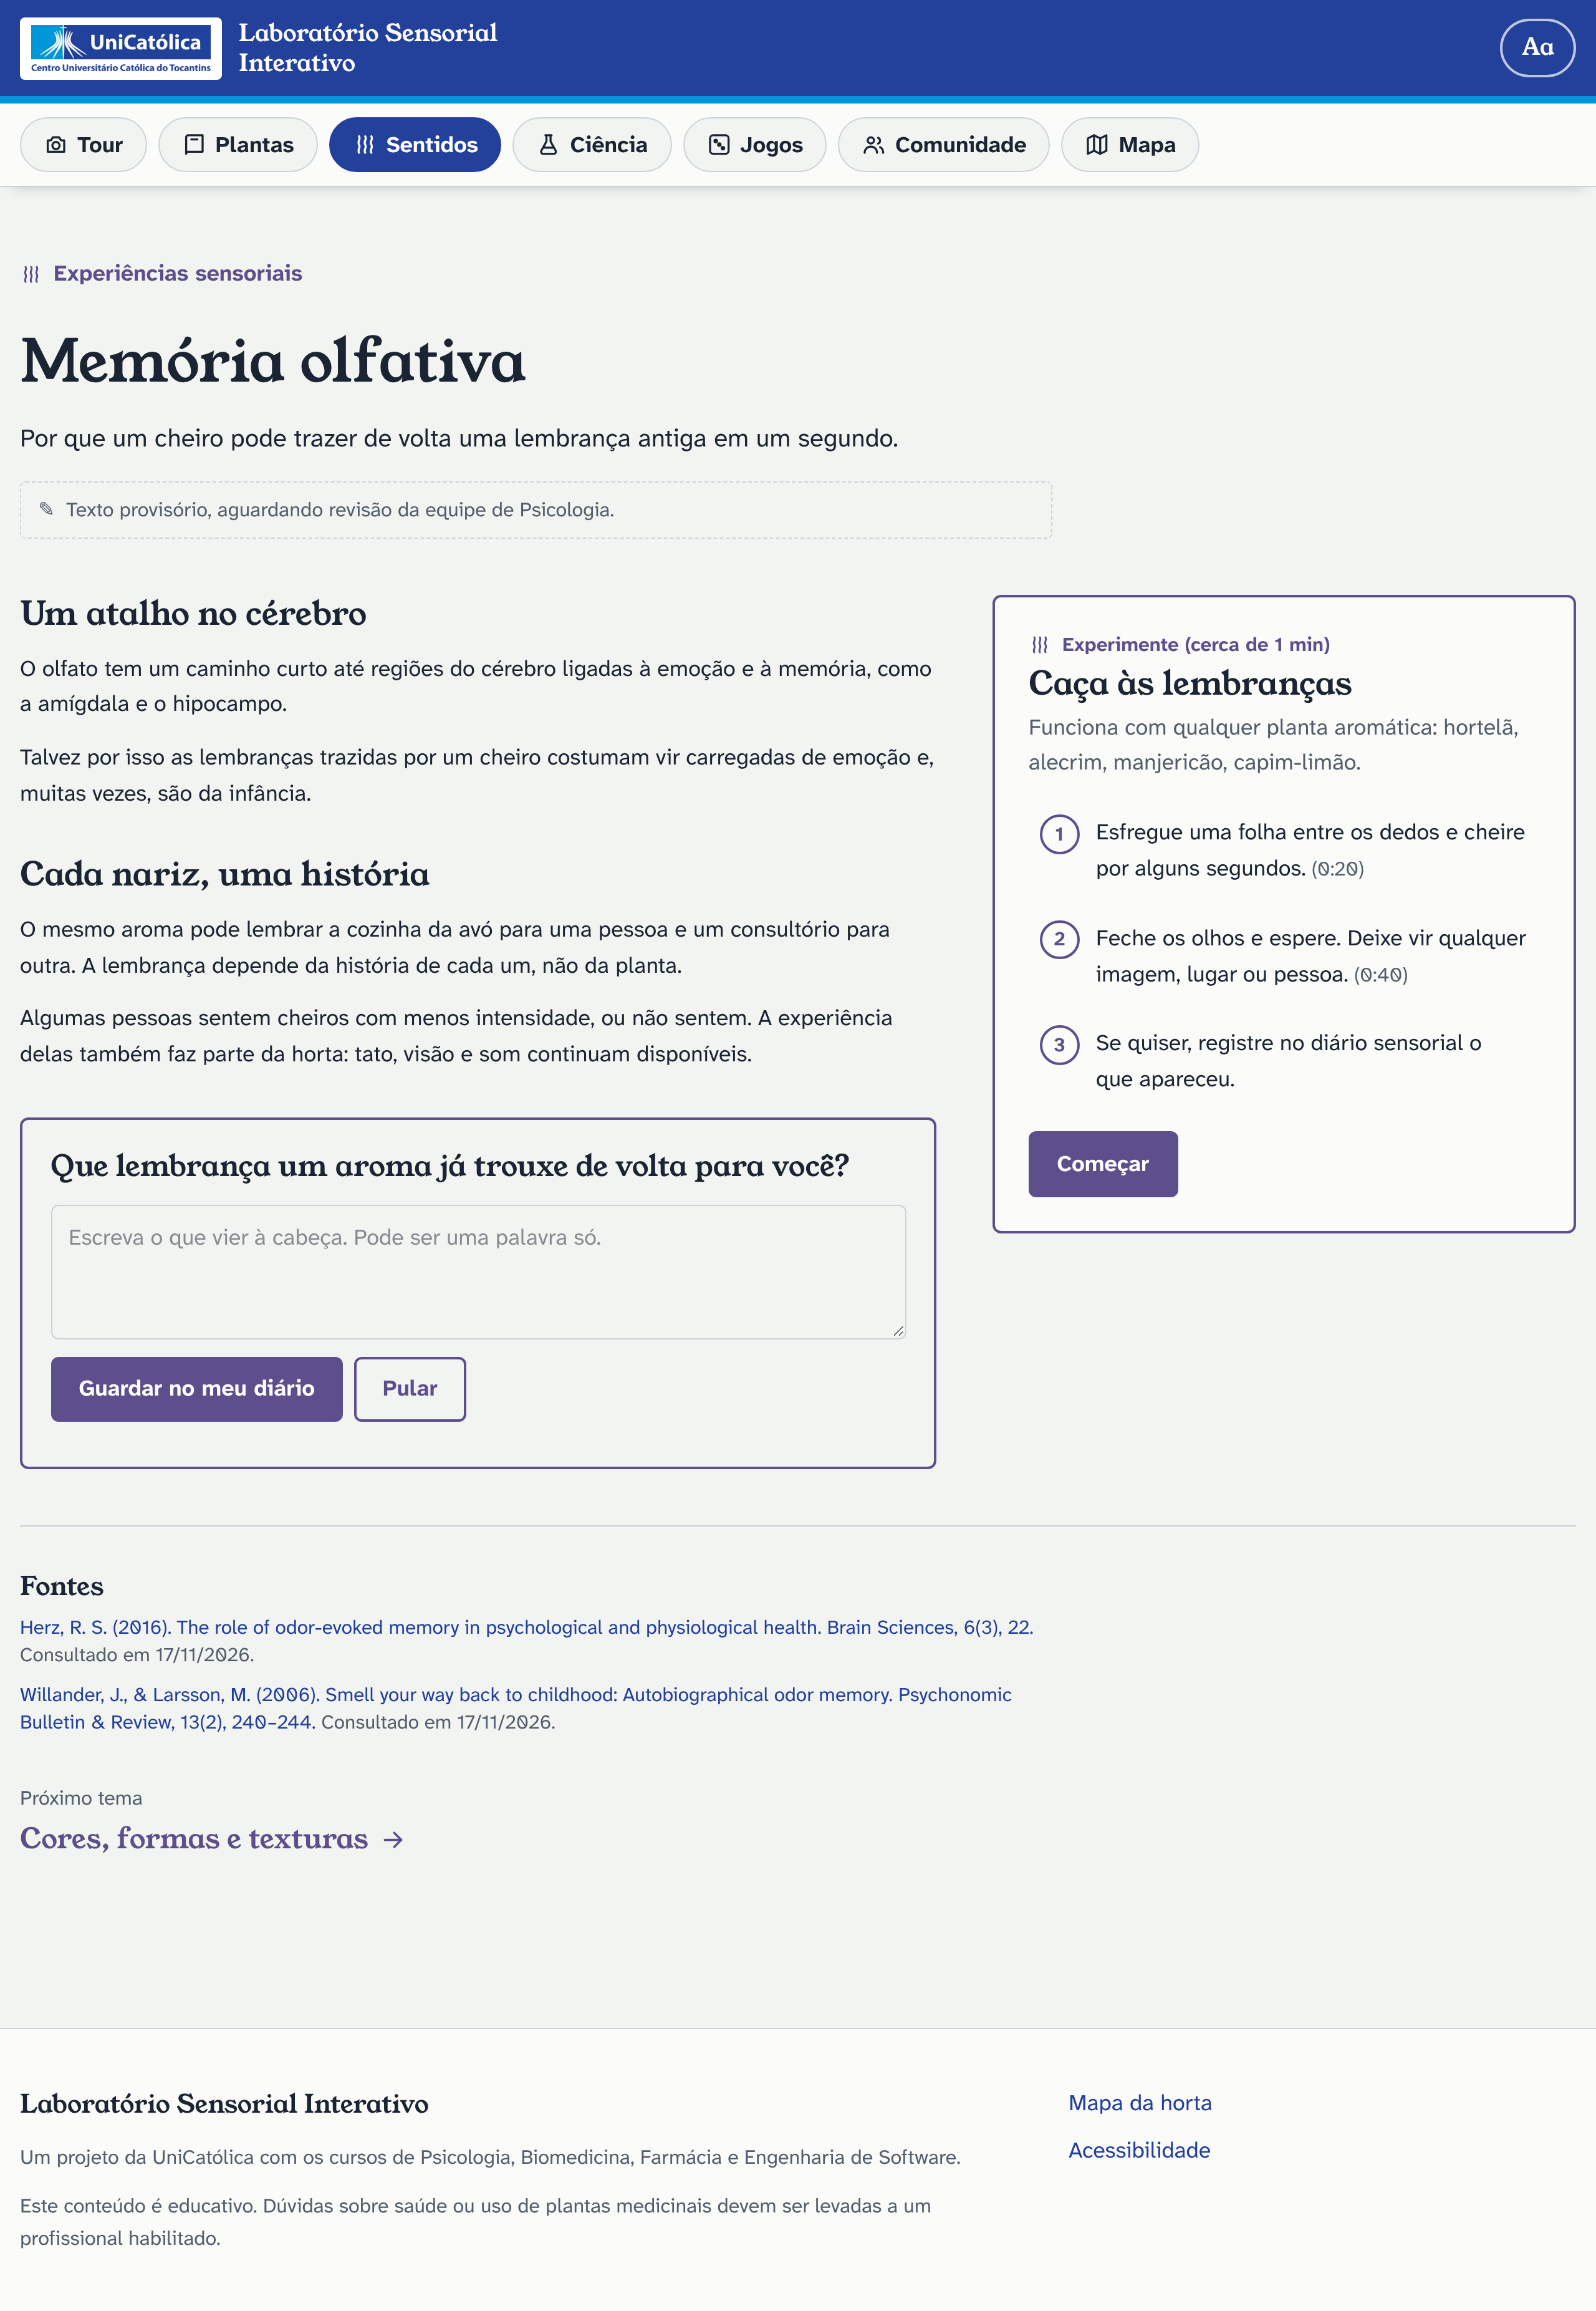 UniCatólica
Centro Universitário Católica do Tocantins
Laboratório Sensorial
Interativo
Aa
Tour
Plantas
Sentidos
Ciência
Jogos
Comunidade
Mapa
Experiências sensoriais
Memória olfativa
Por que um cheiro pode trazer de volta uma lembrança antiga em um segundo.
✎ Texto provisório, aguardando revisão da equipe de Psicologia.
Um atalho no cérebro
O olfato tem um caminho curto até regiões do cérebro ligadas à emoção e à memória, como
a amígdala e o hipocampo.
Talvez por isso as lembranças trazidas por um cheiro costumam vir carregadas de emoção e,
muitas vezes, são da infância.
Cada nariz, uma história
O mesmo aroma pode lembrar a cozinha da avó para uma pessoa e um consultório para
outra. A lembrança depende da história de cada um, não da planta.
Algumas pessoas sentem cheiros com menos intensidade, ou não sentem. A experiência
delas também faz parte da horta: tato, visão e som continuam disponíveis.
Que lembrança um aroma já trouxe de volta para você?
Escreva o que vier à cabeça. Pode ser uma palavra só.
Guardar no meu diário
Pular
Experimente (cerca de 1 min)
Caça às lembranças
Funciona com qualquer planta aromática: hortelã,
alecrim, manjericão, capim-limão.
1 Esfregue uma folha entre os dedos e cheire
por alguns segundos. (0:20)
2 Feche os olhos e espere. Deixe vir qualquer
imagem, lugar ou pessoa. (0:40)
3 Se quiser, registre no diário sensorial o
que apareceu.
Começar
Fontes
Herz, R. S. (2016). The role of odor-evoked memory in psychological and physiological health. Brain Sciences, 6(3), 22.
Consultado em 17/11/2026.
Willander, J., & Larsson, M. (2006). Smell your way back to childhood: Autobiographical odor memory. Psychonomic
Bulletin & Review, 13(2), 240–244. Consultado em 17/11/2026.
Próximo tema
Cores, formas e texturas →
Laboratório Sensorial Interativo
Um projeto da UniCatólica com os cursos de Psicologia, Biomedicina, Farmácia e Engenharia de Software.
Este conteúdo é educativo. Dúvidas sobre saúde ou uso de plantas medicinais devem ser levadas a um
profissional habilitado.
Mapa da horta
Acessibilidade